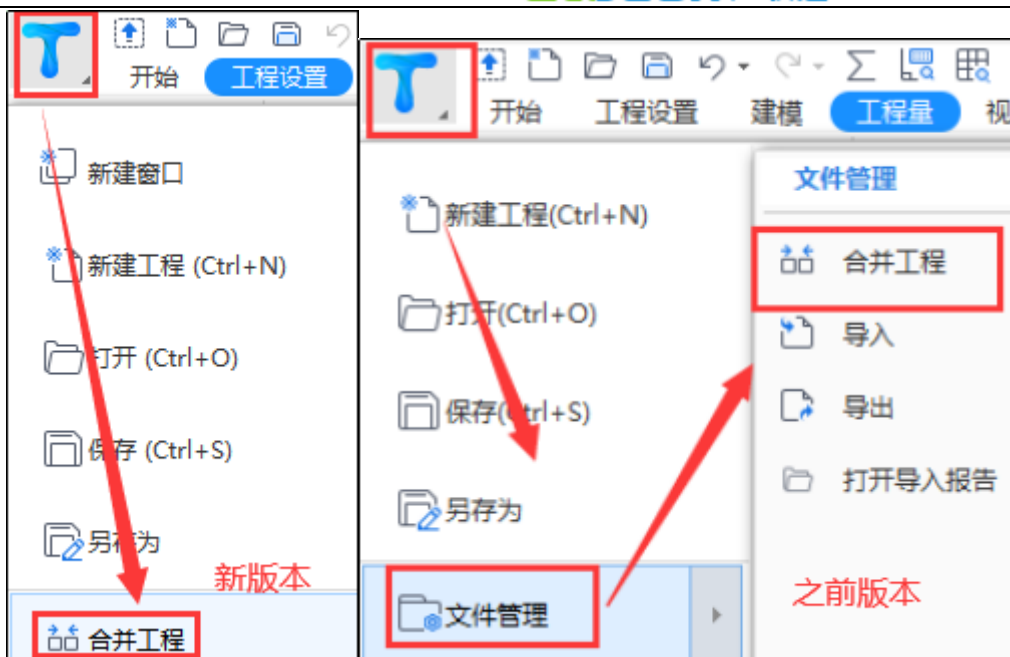 开始 工程设置
新建窗口
新建工程 (Ctrl+N)
打开 (Ctrl+O)
保存 (Ctrl+S)
另存为
新版本
合并工程
开始 工程设置 建模 工程量 视
新建工程(Ctrl+N)
打开(Ctrl+O)
保存(Ctrl+S)
另存为
文件管理
文件管理
合并工程
导入
导出
打开导入报告
之前版本